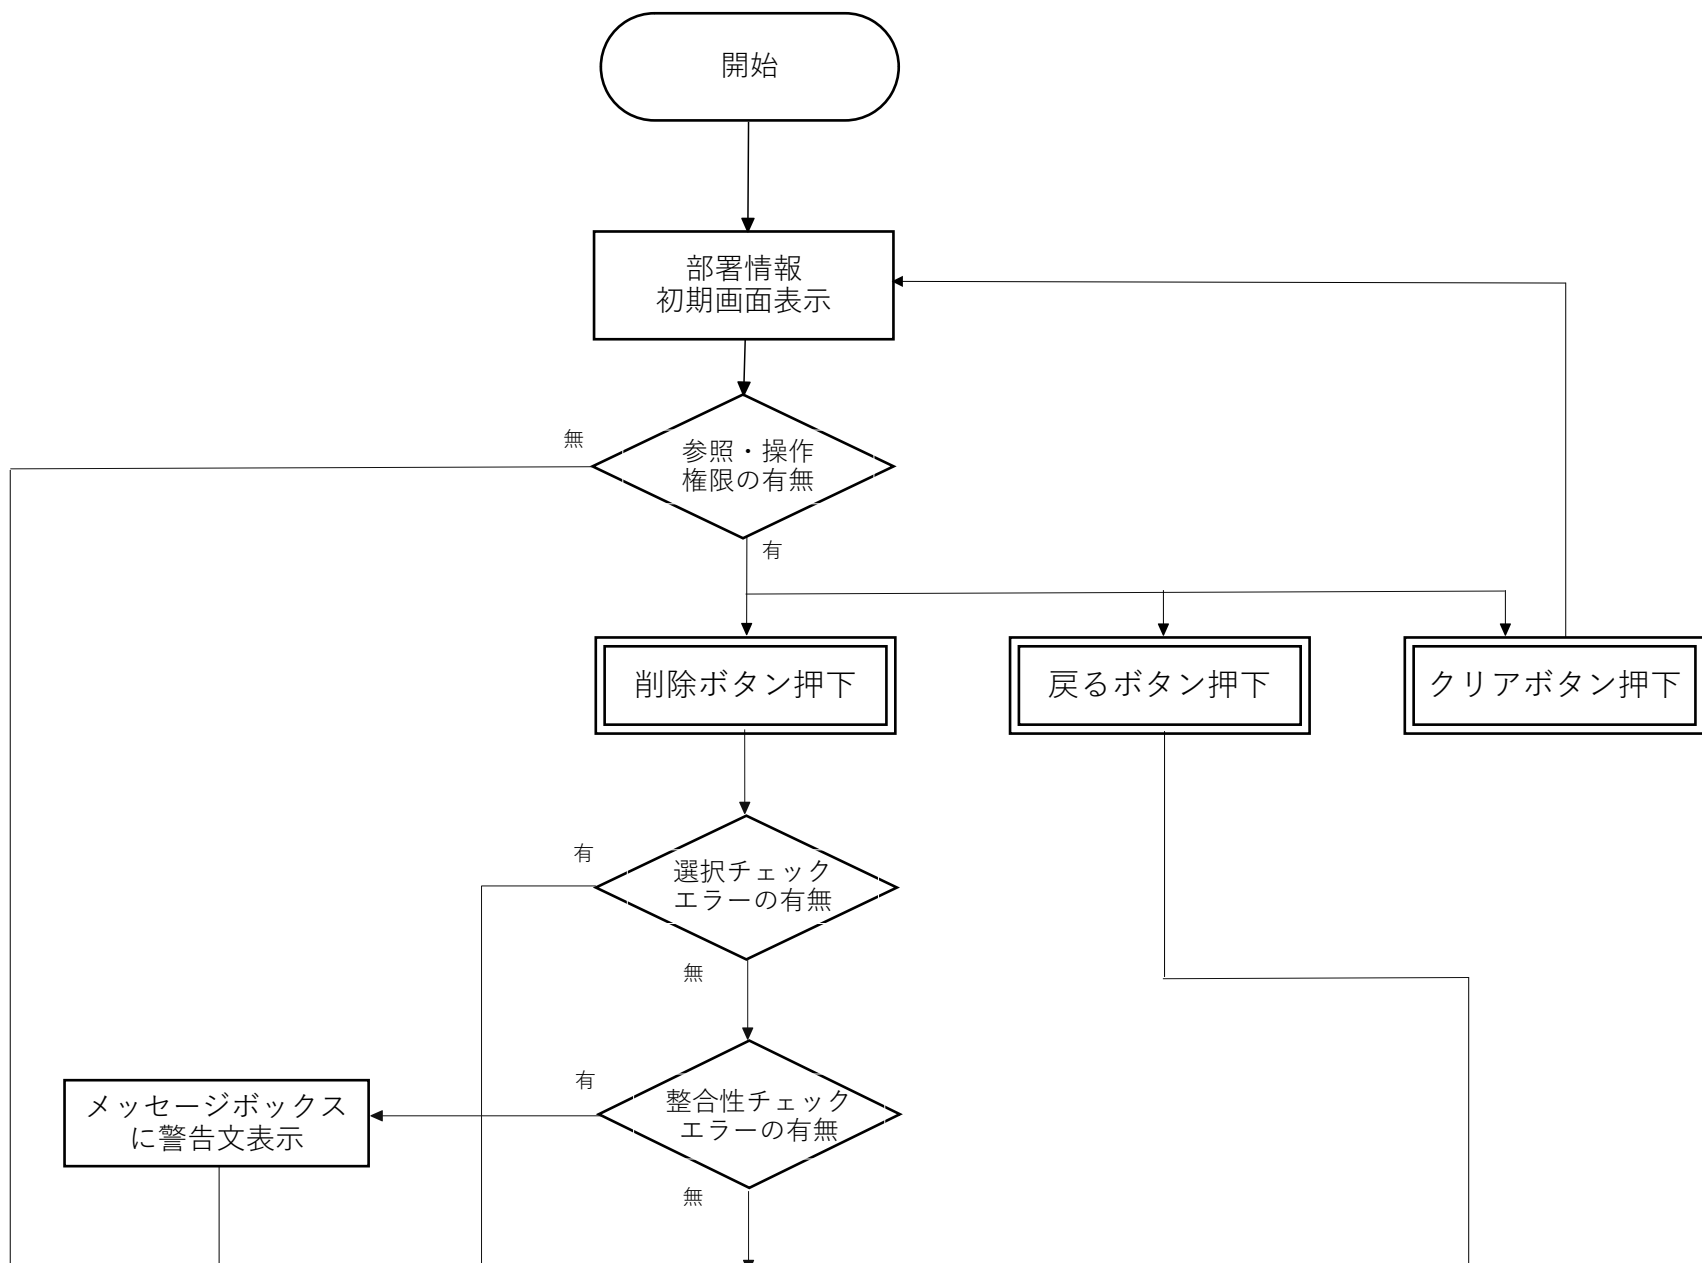 開始
部署情報
初期画面表示
無
参照・操作
権限の有無
有
削除ボタン押下
戻るボタン押下
クリアボタン押下
有
選択チェック
エラーの有無
無
有
整合性チェック
エラーの有無
メッセージボックス
に警告文表示
無